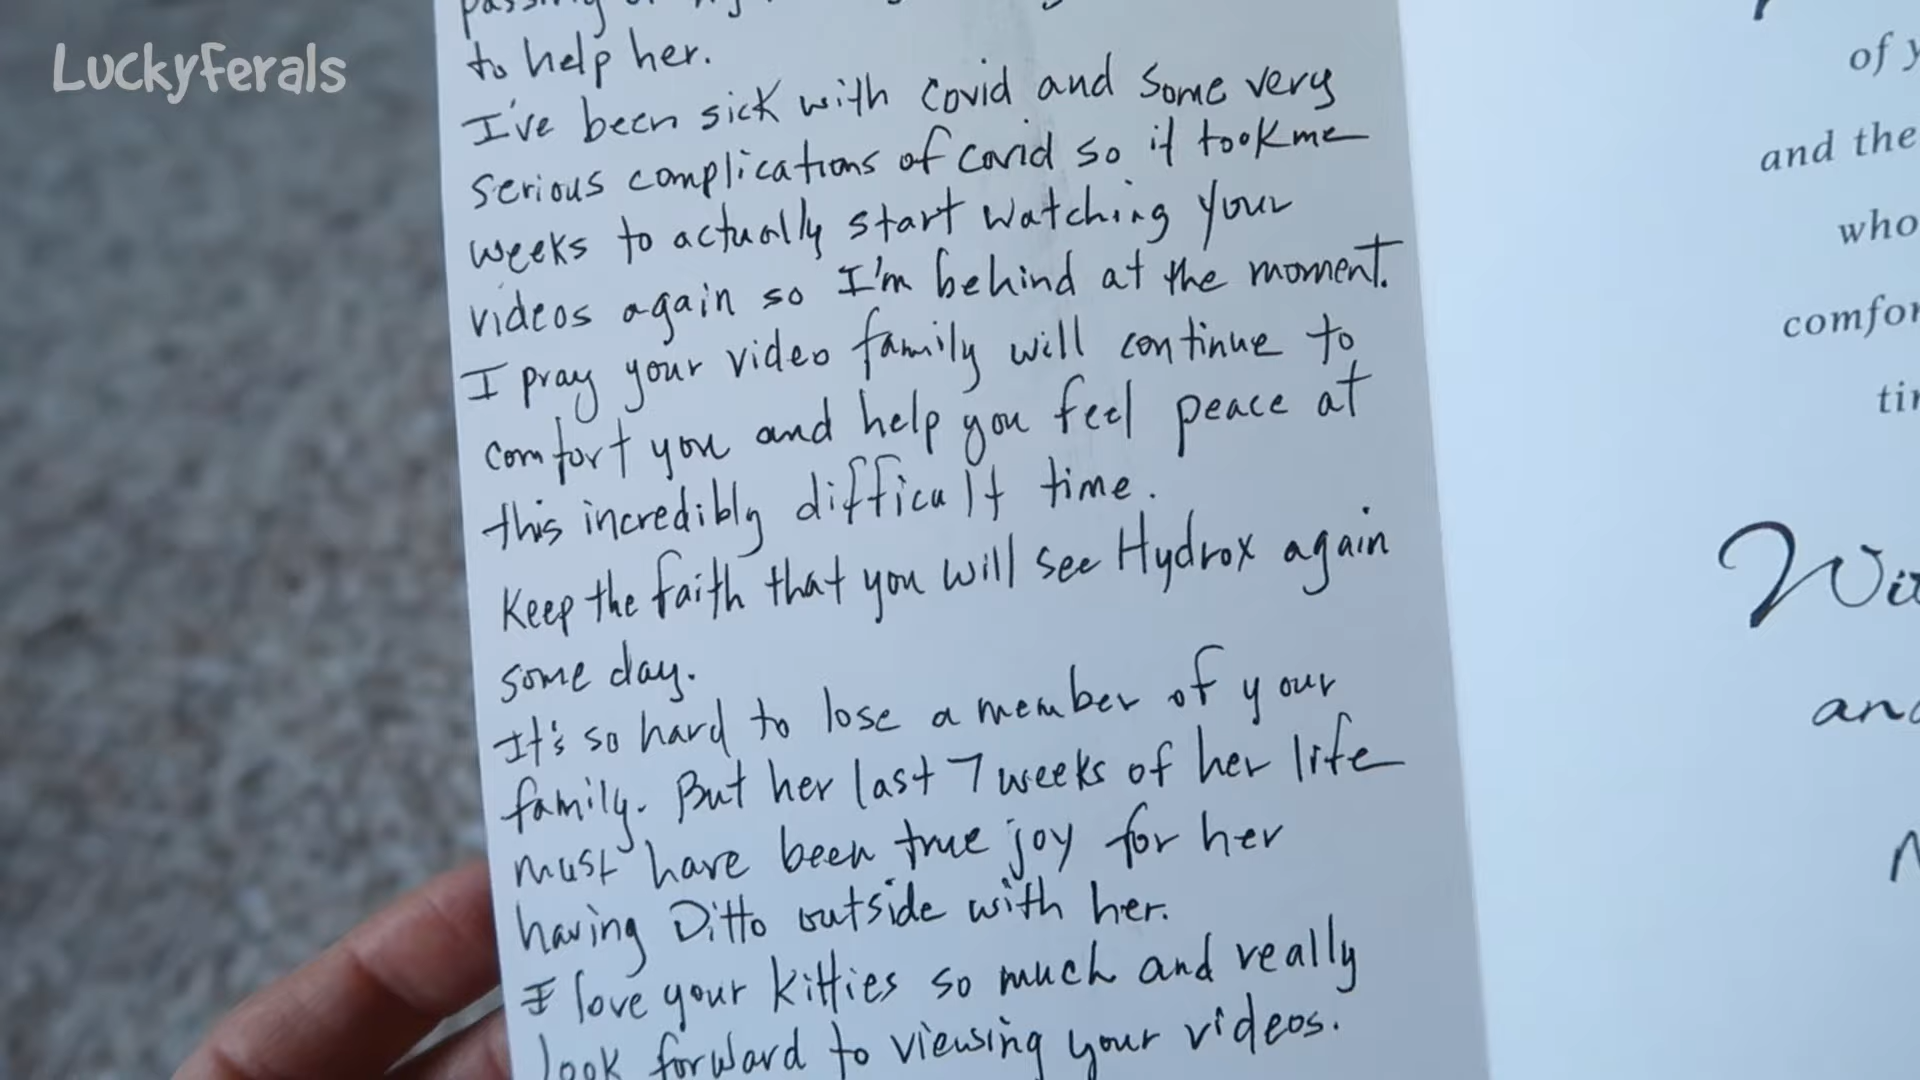 LuckyFerals
to help her.
I've been sick with covid and some very
serious complications of covid so it took me
weeks to actually start watching your
videos again so I'm behind at the moment.
I pray your video family will continue to
comfort you and help you feel peace at
this incredibly difficult time.
Keep the faith that you will see Hydrox again
some day.
It's so hard to lose a member of your
family. But her last 7 weeks of her life
must have been true joy for her
having Ditto outside with her.
I love your kitties so much and really
look forward to viewing your videos.
of y
and the
who
comfor
tir
Wit
and